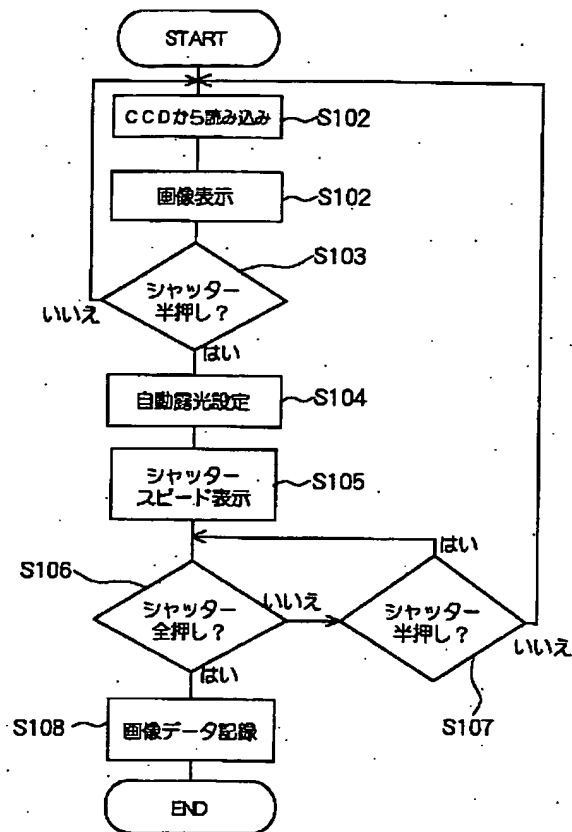 START
CCDから読み込み
S102
画像表示
S102
S103
シャッター
半押し?
いいえ
はい
自動露光設定
S104
シャッター
スピード表示
S105
はい
S106
シャッター
全押し?
いいえ
シャッター
半押し?
いいえ
はい
S107
S108
画像データ記録
END